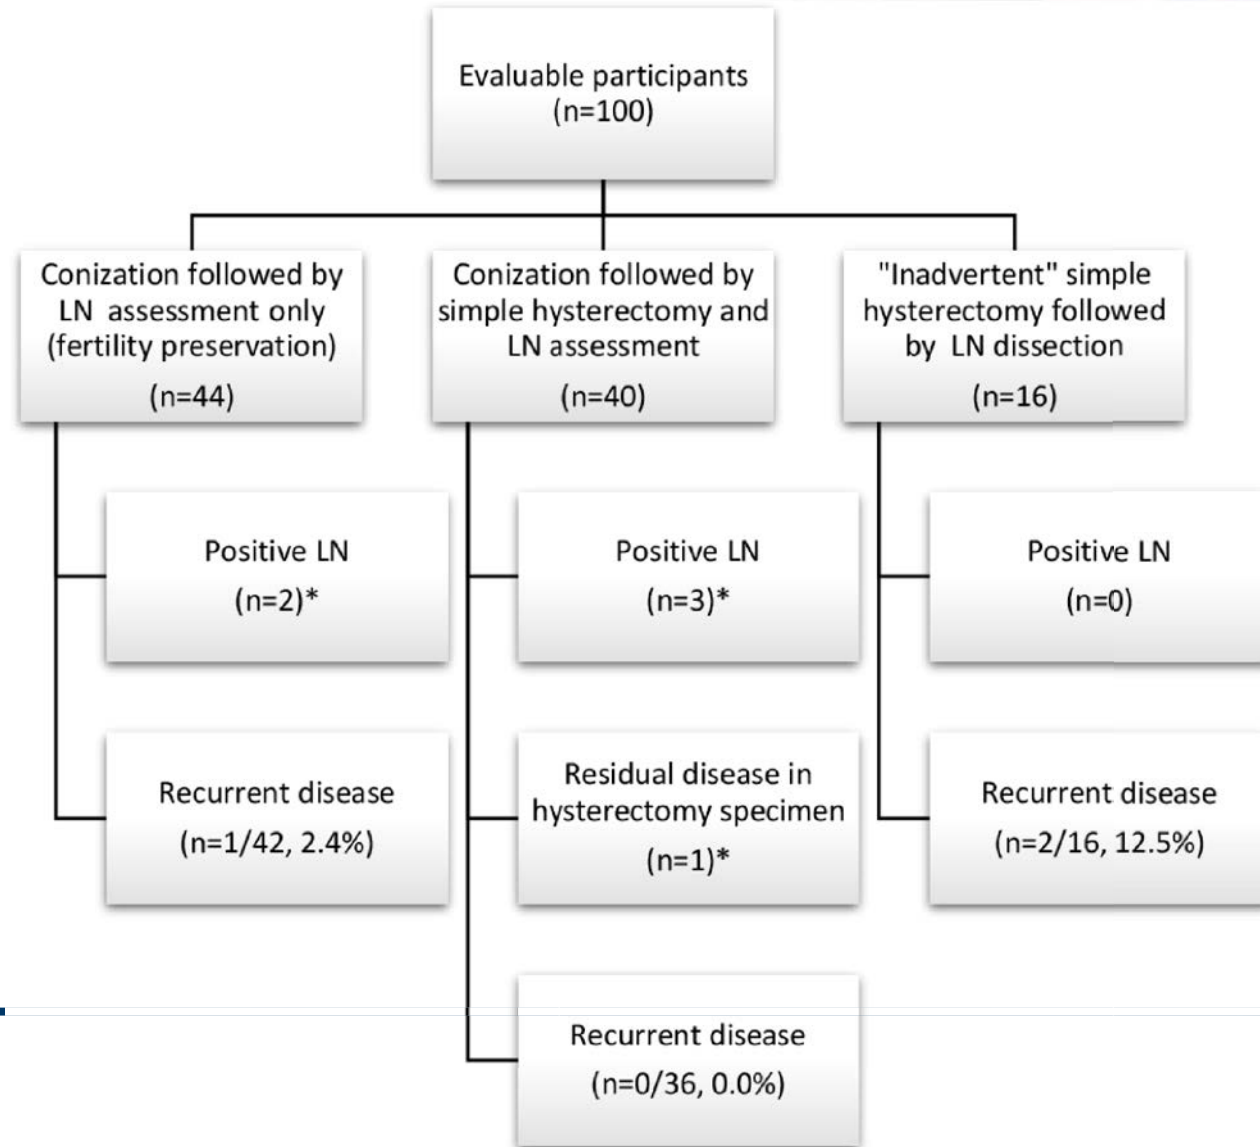 Evaluable participants
(n=100)
Conization followed by
LN assessment only
(fertility preservation)
(n=44)
Conization followed by
simple hysterectomy and
LN assessment
(n=40)
"Inadvertent" simple
hysterectomy followed
by LN dissection
(n=16)
Positive LN
(n=2)*
Positive LN
(n=3)*
Positive LN
(n=0)
Recurrent disease
(n=1/42, 2.4%)
Residual disease in
hysterectomy specimen
(n=1)*
Recurrent disease
(n=2/16, 12.5%)
Recurrent disease
(n=0/36, 0.0%)